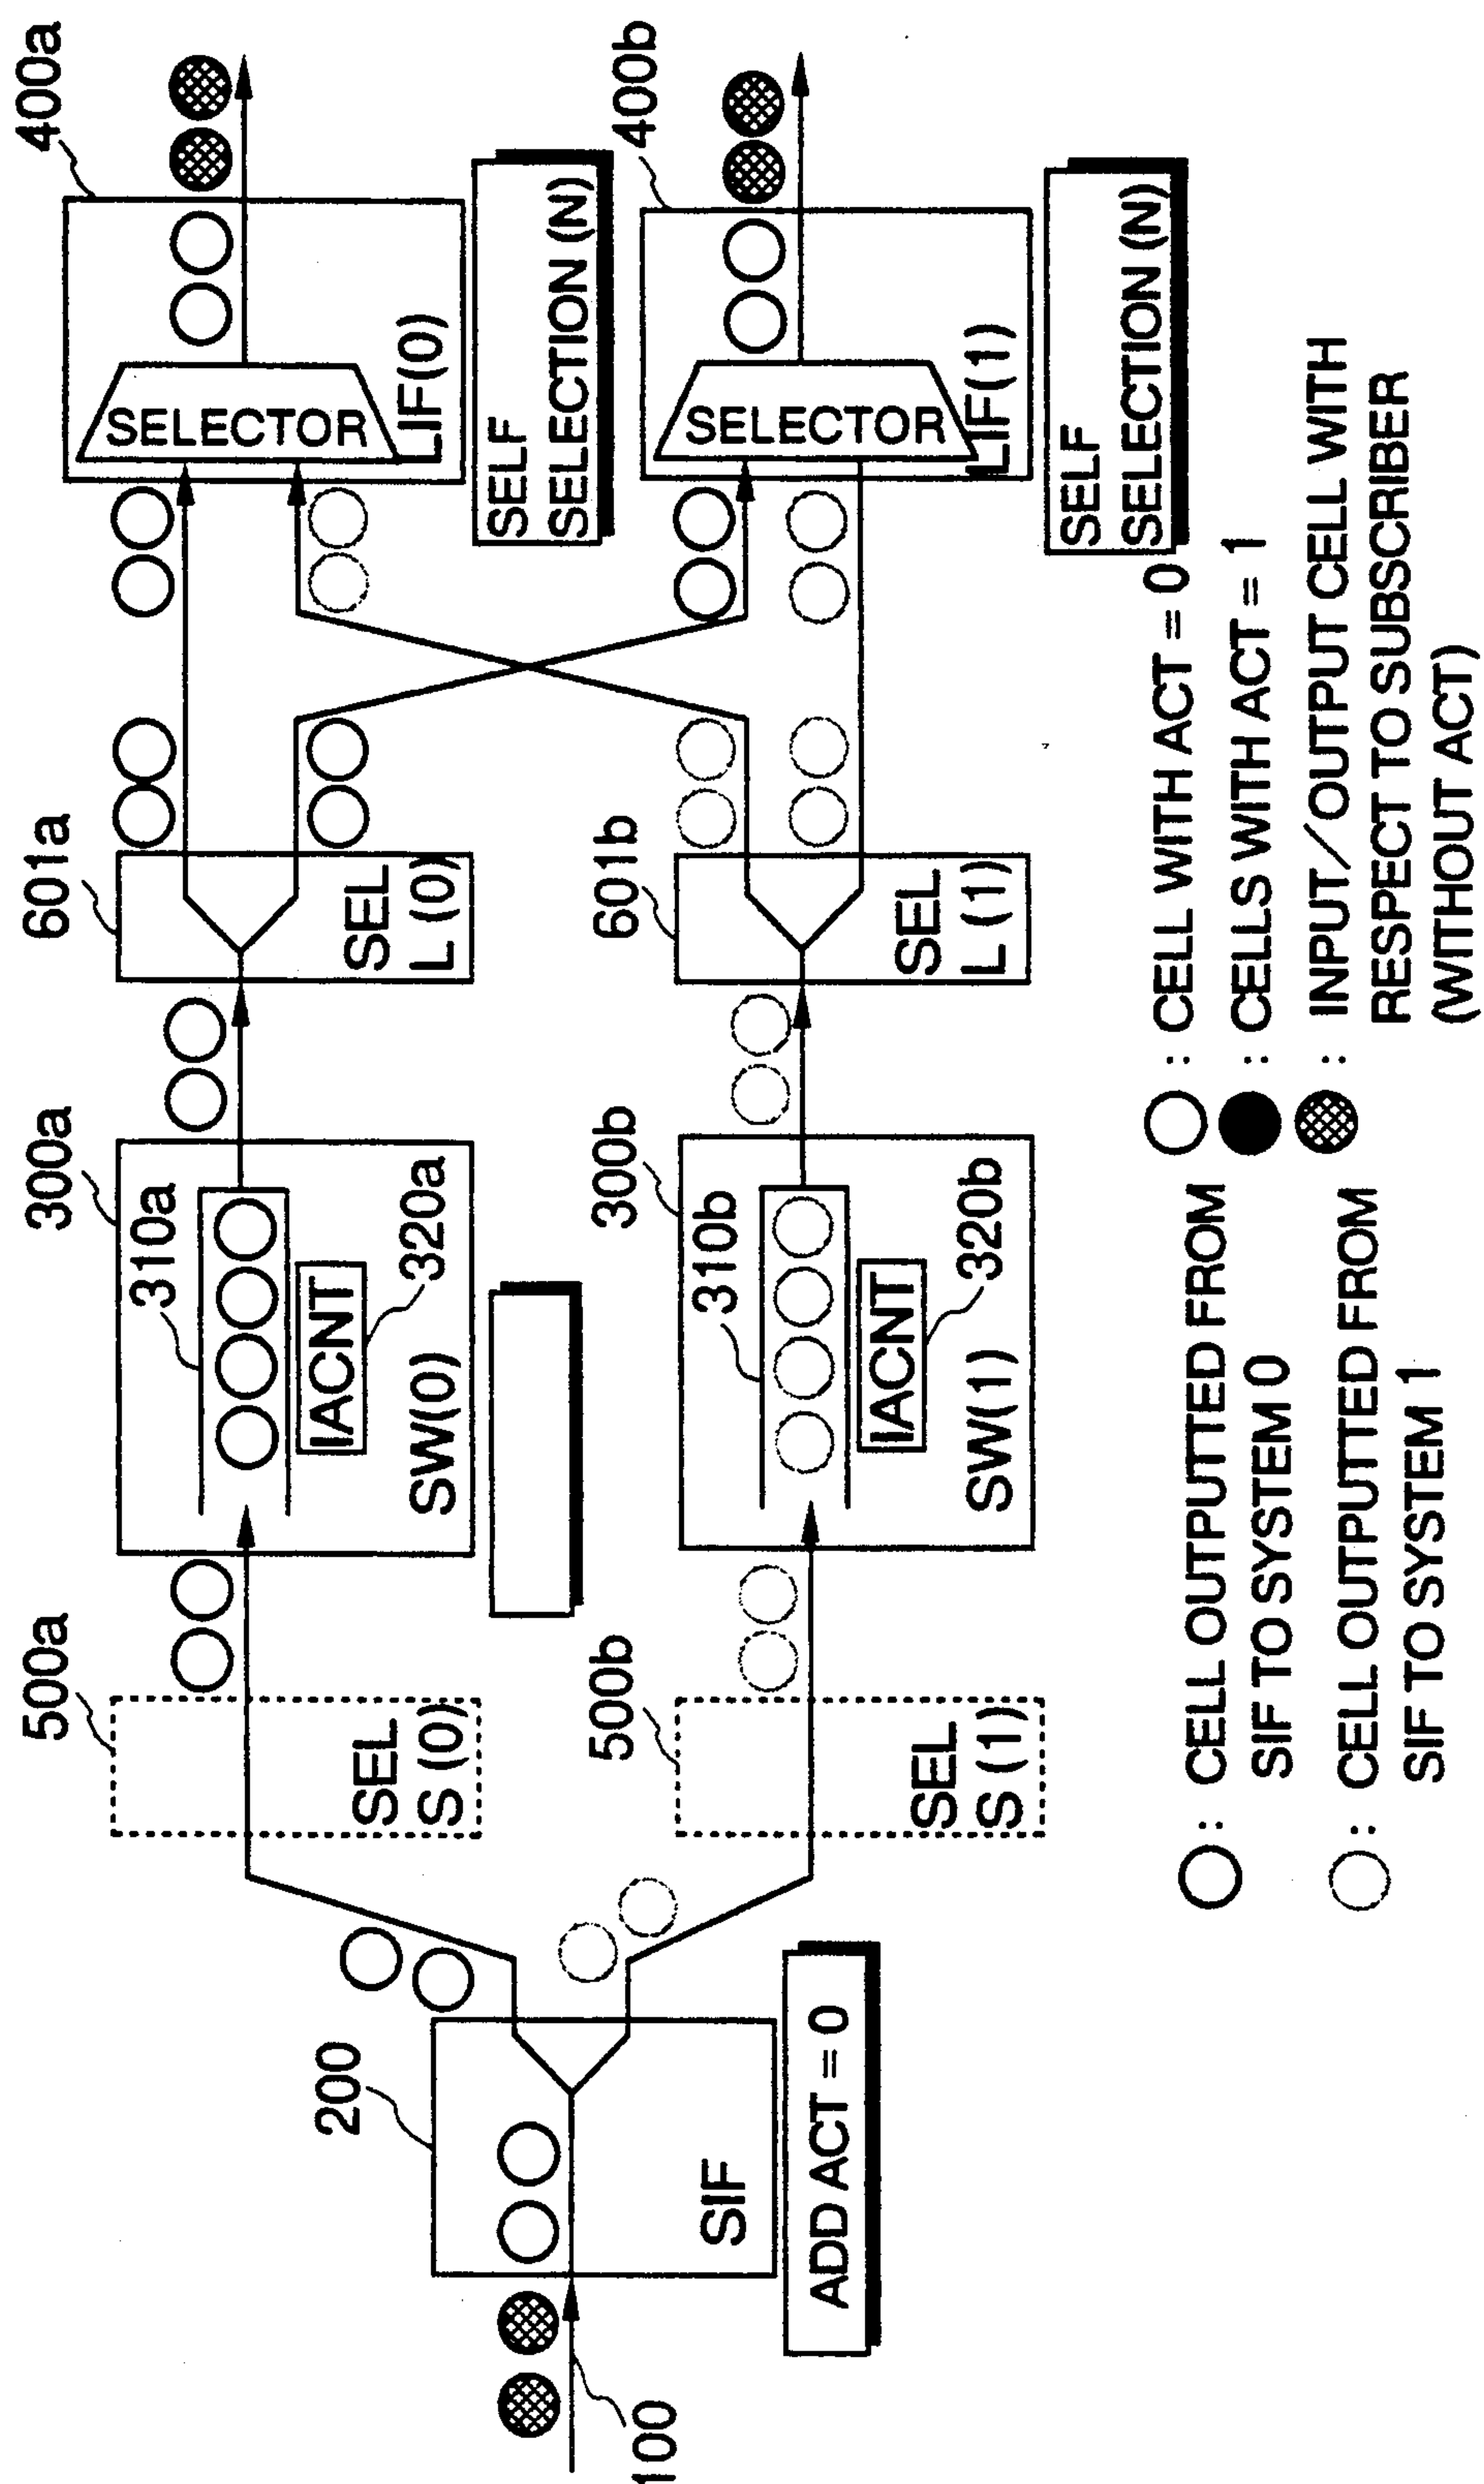 100
200
SIF
ADD ACT = 0
500a
SEL
S (0)
500b
SEL
S (1)
300a
310a
IACNT
320a
SW(0)
300b
310b
IACNT
320b
SW(1)
601a
SEL
L (0)
601b
SEL
L (1)
400a
SELECTOR
LIF(0)
SELF
SELECTION (N)
400b
SELECTOR
LIF(1)
SELF
SELECTION (N)
: CELL OUTPUTTED FROM
SIF TO SYSTEM 0
: CELL OUTPUTTED FROM
SIF TO SYSTEM 1
: CELL WITH ACT = 0
: CELLS WITH ACT = 1
: INPUT/OUTPUT CELL WITH
RESPECT TO SUBSCRIBER
(WITHOUT ACT)